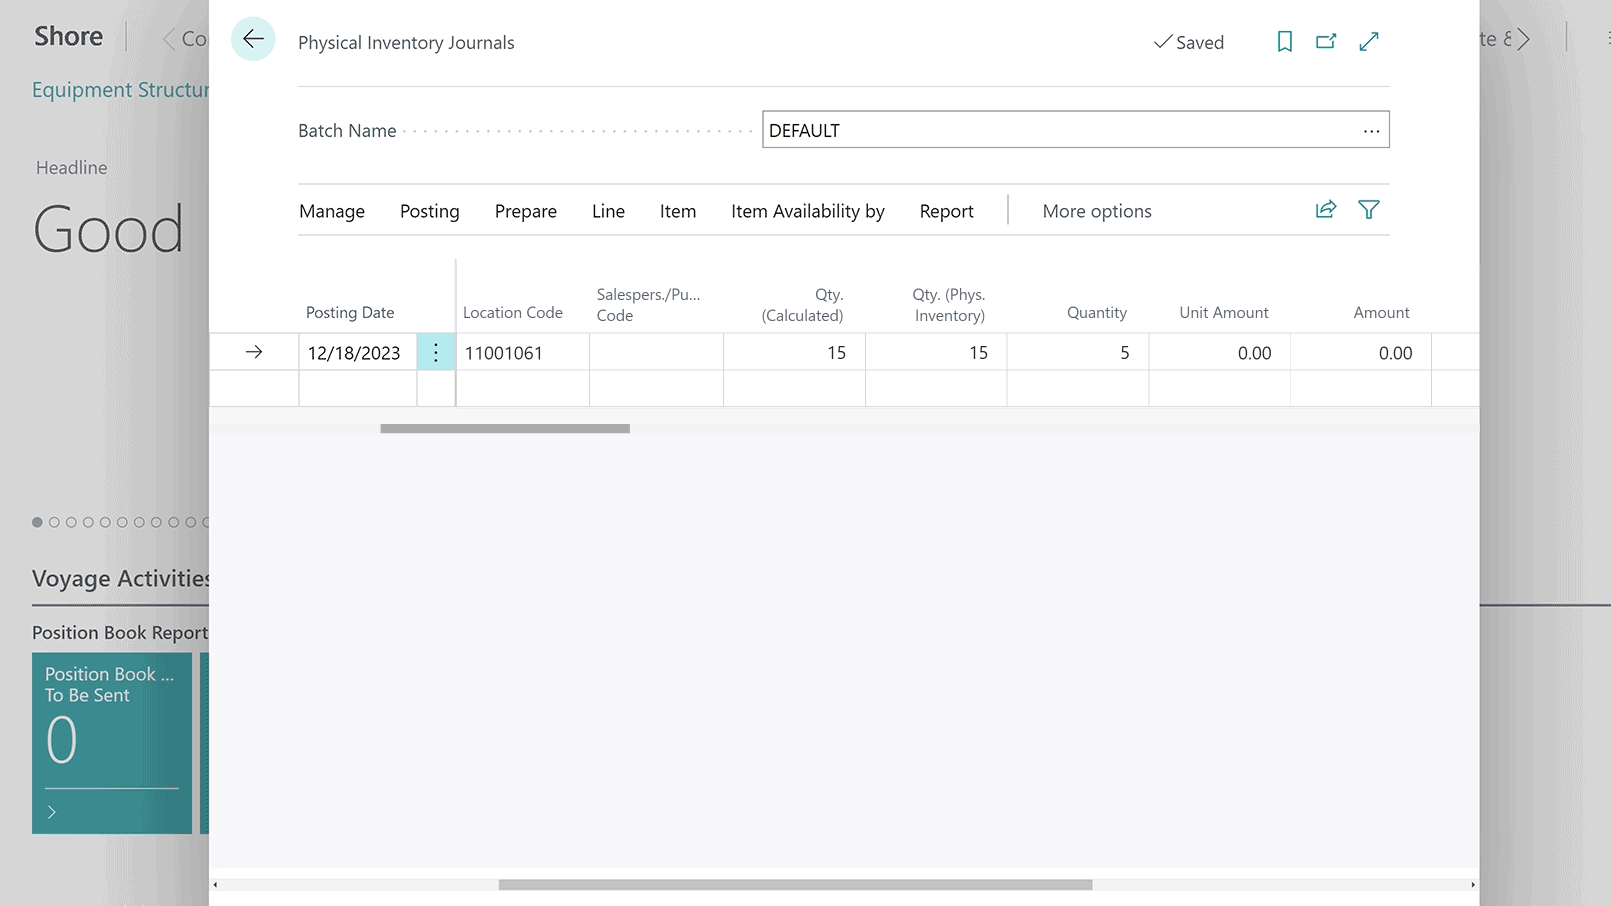 Shore
Co
te &
Equipment Structur
Headline
Good
Voyage Activities
Position Book Report
Position Book ...
To Be Sent
0
Physical Inventory Journals
Saved
Batch Name
DEFAULT
...
Manage Posting Prepare Line Item Item Availability by Report More options
Posting Date
Location Code
Salespers./Pu...
Code
Qty.
(Calculated)
Qty. (Phys.
Inventory)
Quantity
Unit Amount
Amount
12/18/2023 11001061 15 15 5 0.00 0.00